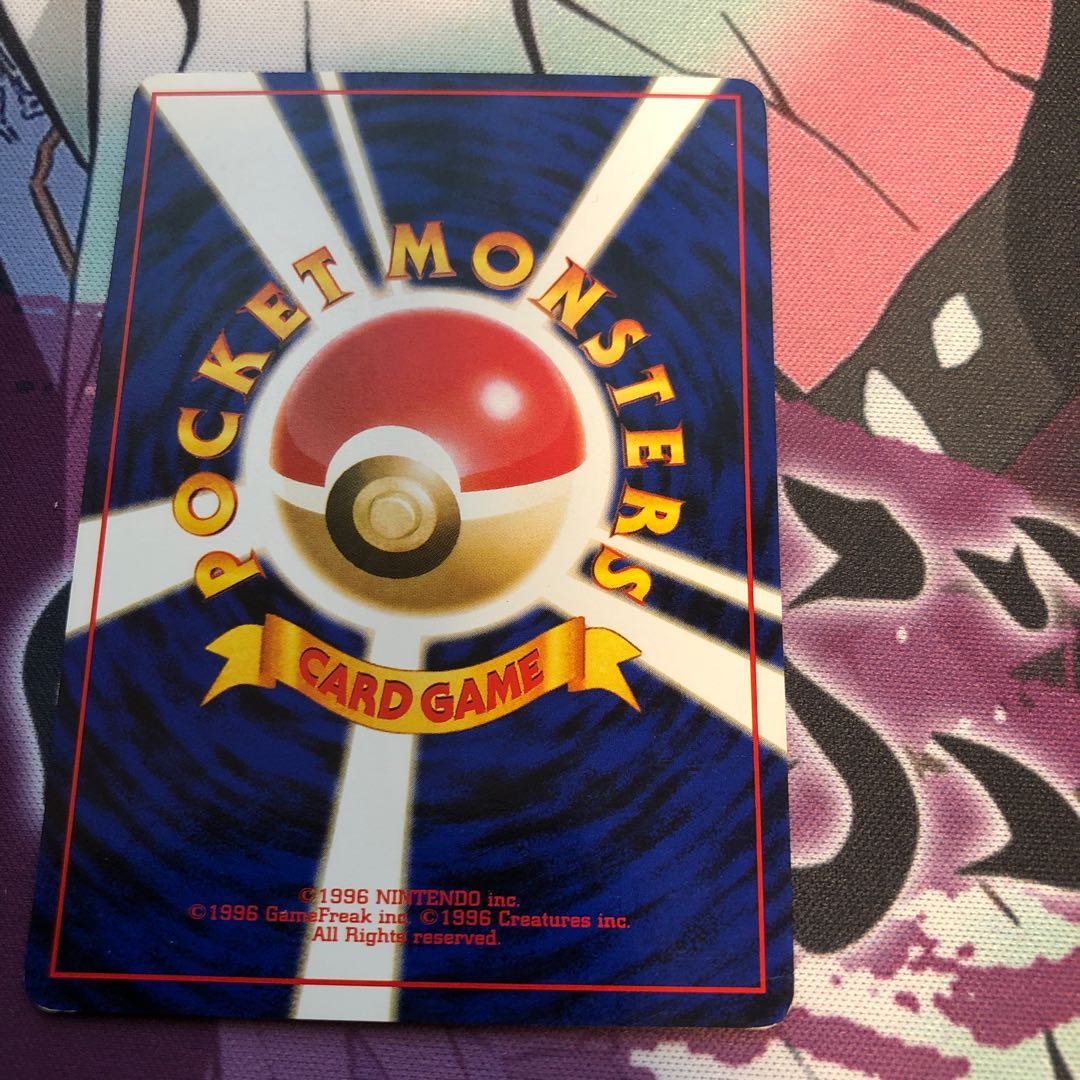 POCKET MONSTERS
CARD GAME
©1996 NINTENDO inc.
©1996 GameFreak inc. ©1996 Creatures inc.
All Rights reserved.